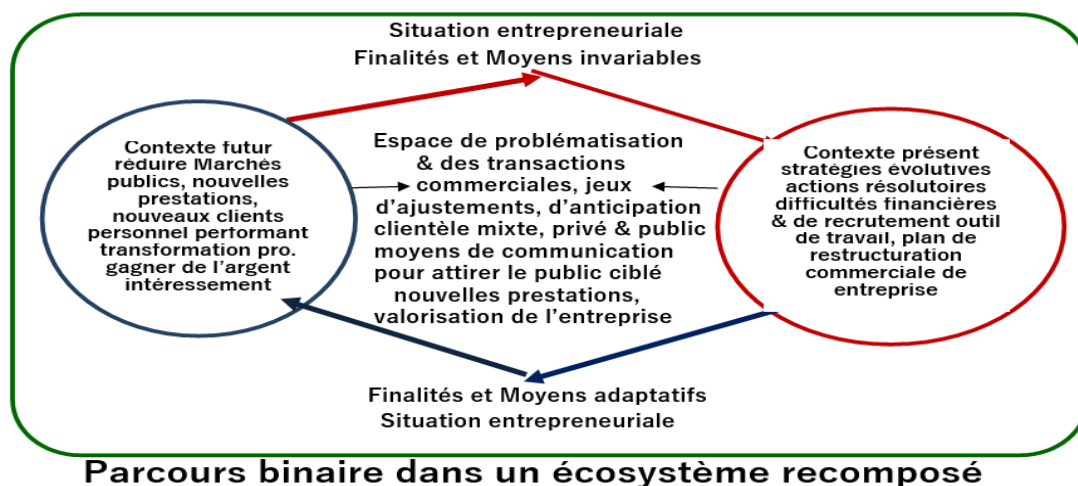 Situation entrepreneuriale
Finalités et Moyens invariables
Contexte futur
réduire Marchés
publics, nouvelles
prestations,
nouveaux clients
personnel performant
transformation pro.
gagner de l'argent
intéressement
Espace de problématisation
& des transactions
commerciales, jeux
d'ajustements, d'anticipation
clientèle mixte, privé & public
moyens de communication
pour attirer le public ciblé
nouvelles prestations,
valorisation de l'entreprise
Contexte présent
stratégies évolutives
actions résolutoires
difficultés financières
& de recrutement outil
de travail, plan de
restructuration
commerciale de
entreprise
Finalités et Moyens adaptatifs
Situation entrepreneuriale
Parcours binaire dans un écosystème recomposé